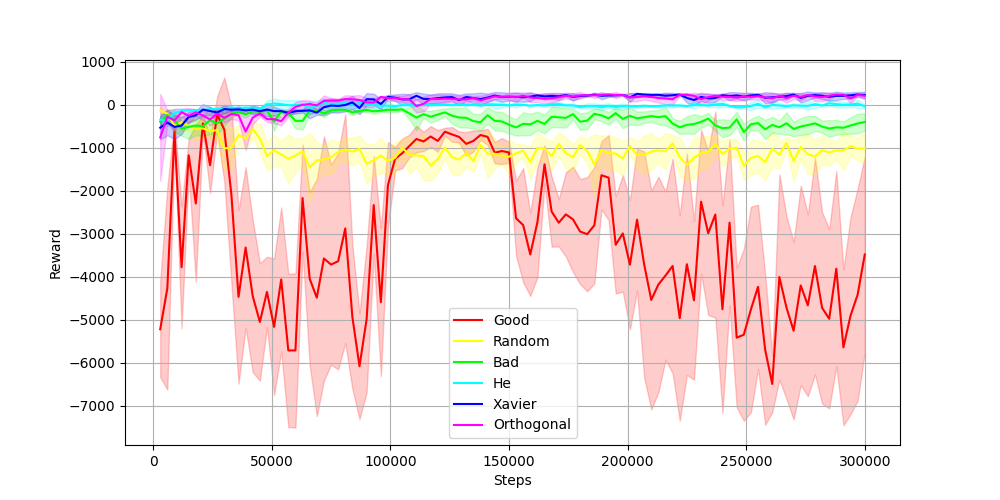 1000
0
−1000
−2000
−3000
−4000
−5000
−6000
−7000
Reward
Good
Random
Bad
He
Xavier
Orthogonal
0
50000
100000
150000
200000
250000
300000
Steps